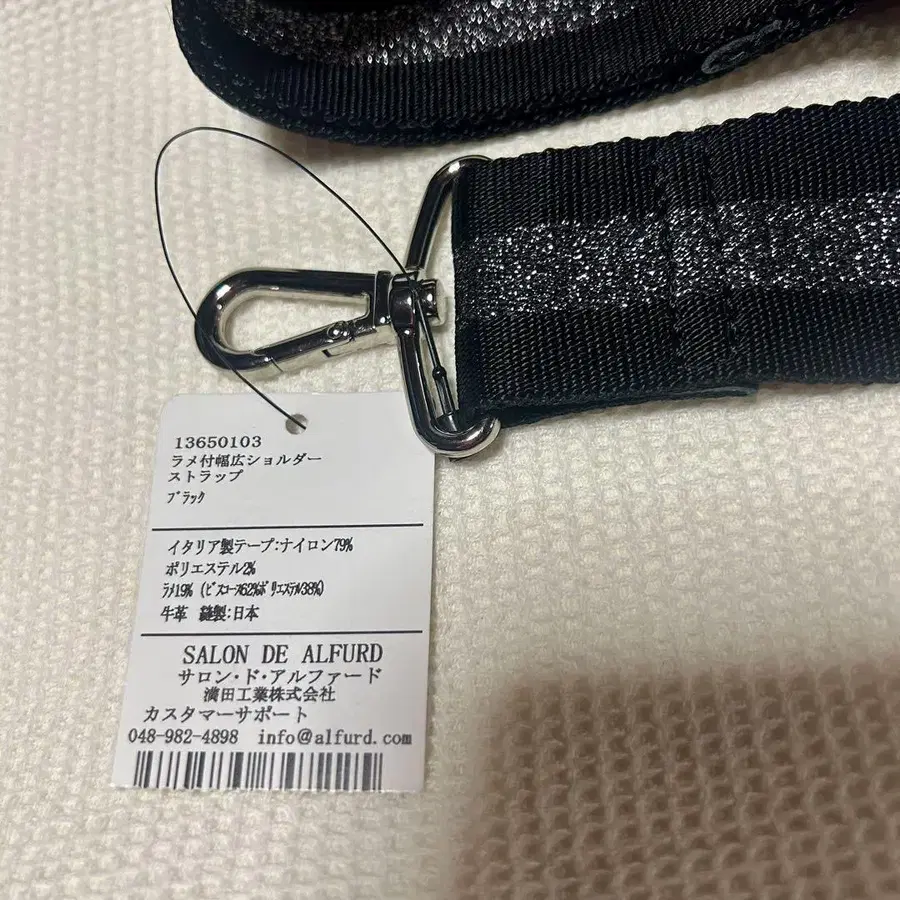 13650103
ラメ付幅広ショルダー
ストラップ
ﾌﾞﾗｯｸ
イタリア製テープ:ナイロン79%
ポリエステル2%
ﾗﾒ19% (ﾋﾞｽｺｰｽ62%ﾎﾟﾘｴｽﾃﾙ38%)
牛革 縫製:日本
SALON DE ALFURD
サロン・ド・アルファード
溝田工業株式会社
カスタマーサポート
048-982-4898 info@alfurd.com